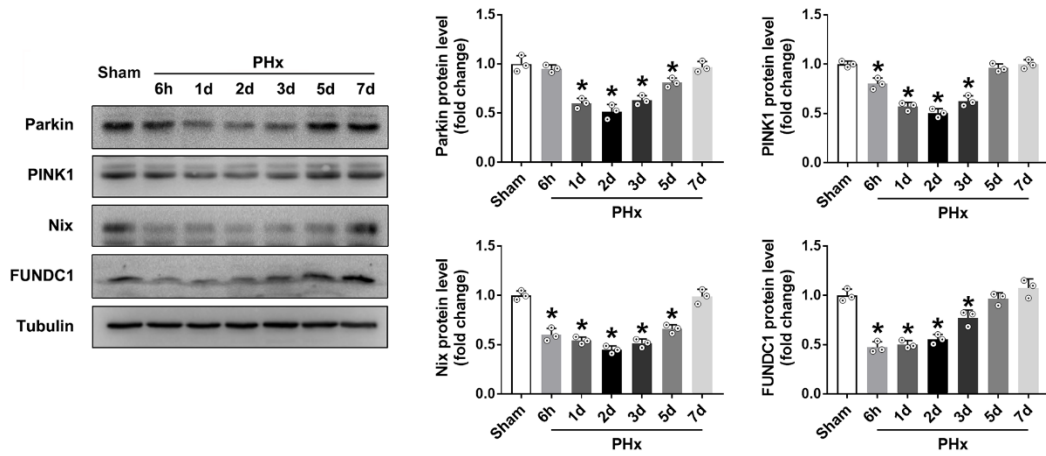 Sham
PHx
6h 1d 2d 3d 5d 7d
Parkin
PINK1
Nix
FUNDC1
Tubulin
Parkin protein level
(fold change)
1.5
1.0
0.5
0.0
* * * *
Sham 6h 1d 2d 3d 5d 7d
PHx
PINK1 protein level
(fold change)
1.5
1.0
0.5
0.0
* * * *
Sham 6h 1d 2d 3d 5d 7d
PHx
Nix protein level
(fold change)
1.5
1.0
0.5
0.0
* * * * *
Sham 6h 1d 2d 3d 5d 7d
PHx
FUNDC1 protein level
(fold change)
1.5
1.0
0.5
0.0
* * * *
Sham 6h 1d 2d 3d 5d 7d
PHx